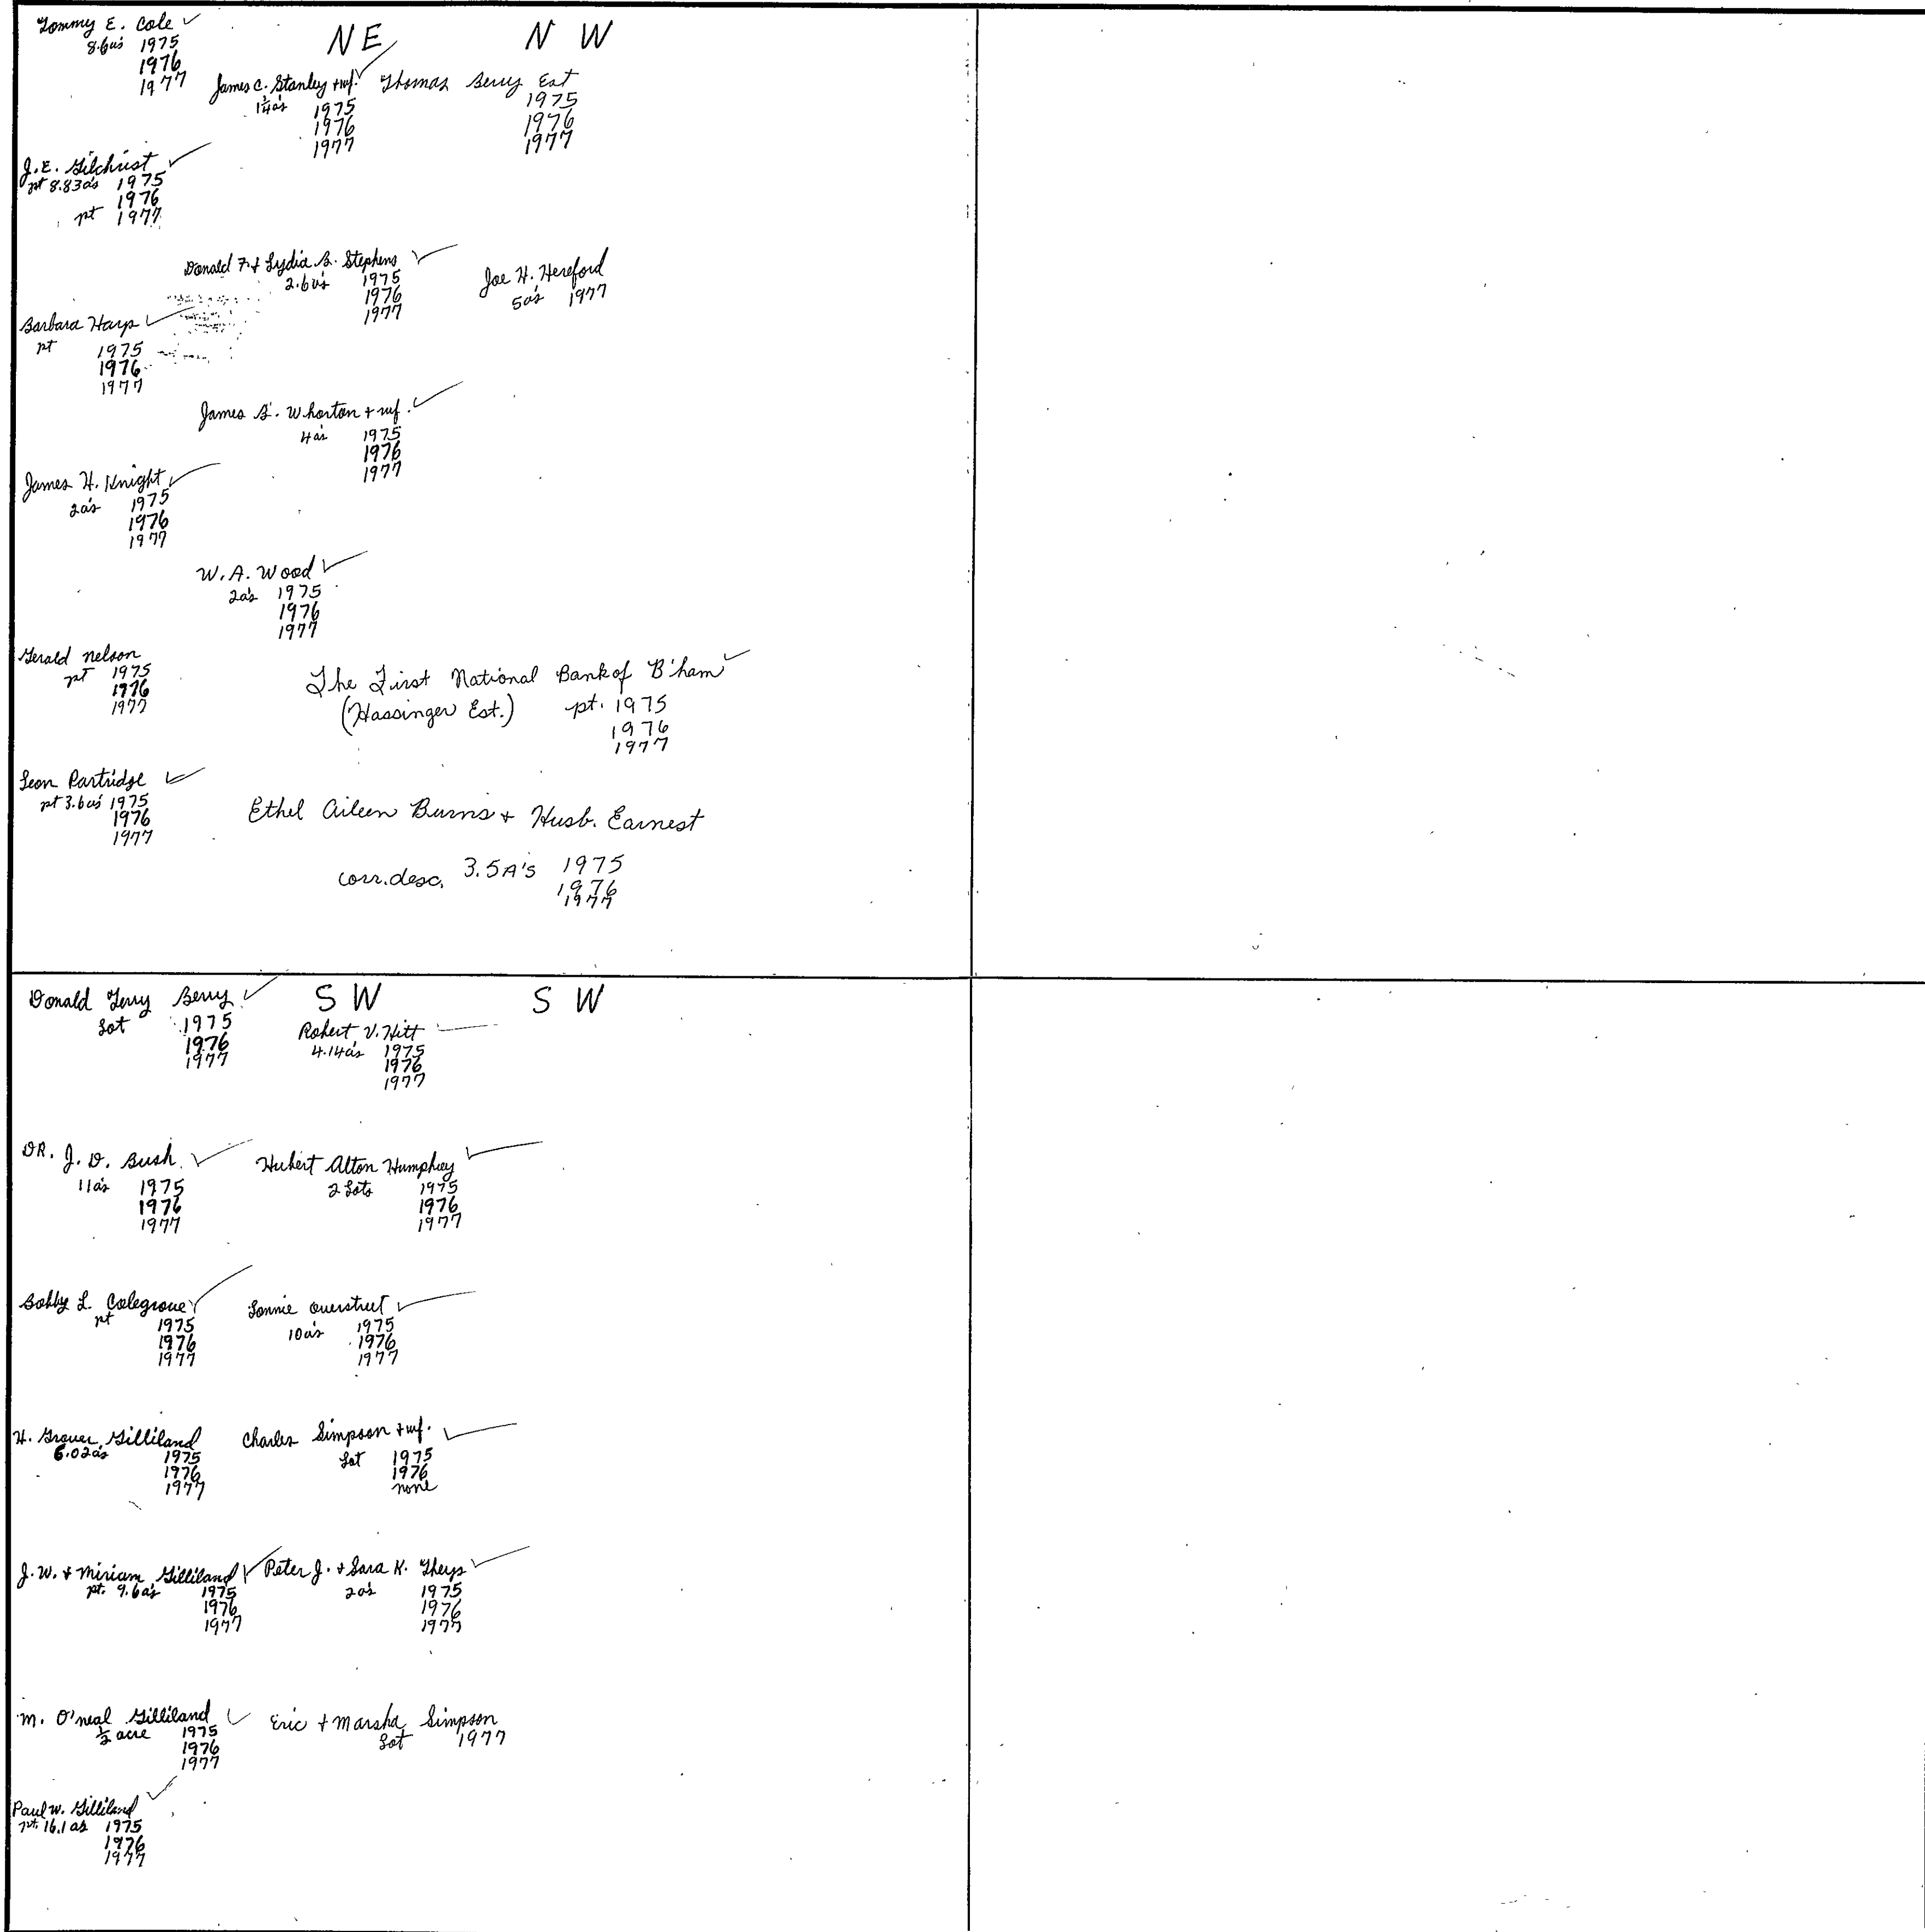 NE NW
Tommy E. Cole ✓
8.6a's 1975
1976
1977
James C. Stanley + wf. ✓
1¼a's 1975
1976
1977
Thomas Berry Est
1975
1976
1977
J.E. Gilchrist ✓
pt 8.83a's 1975
1976
pt 1977
Donald F. + Lydia B. Stephens ✓
2.6a's 1975
1976
1977
Joe H. Hereford
5a's 1977
Barbara Harp ✓
pt 1975
1976
1977
James B. Whorton + wf. ✓
4a's 1975
1976
1977
James H. Knight ✓
2a's 1975
1976
1977
W.A. Wood ✓
2a's 1975
1976
1977
Gerald Nelson
pt 1975
1976
1977
The First National Bank of B'ham ✓
(Hassinger Est.) pt. 1975
1976
1977
Leon Partridge ✓
pt 3.6a's 1975
1976
1977
Ethel Aileen Burns + Husb. Earnest
corr. desc. 3.5A's 1975
1976
1977
SW SW
Donald Terry Berry ✓
Lot 1975
1976
1977
Robert V. Hitt ✓
4.14a's 1975
1976
1977
DR. J.D. Bush ✓
11a's 1975
1976
1977
Hubert Alton Humphrey ✓
2 Lots 1975
1976
1977
Bobby L. Colegrove ✓
pt 1975
1976
1977
Lonnie Overstreet ✓
10a's 1975
1976
1977
H. Grover Gilliland
6.02a's 1975
1976
1977
Charles Simpson + wf. ✓
Lot 1975
1976
none
J.W. + Miriam Gilliland ✓
pt. 9.6a's 1975
1976
1977
Peter J. + Sara K. Theys ✓
2a's 1975
1976
1977
M. O'neal Gilliland ✓
½ acre 1975
1976
1977
Eric + Marsha Simpson
Lot 1977
Paul W. Gilliland ✓
pt. 16.1as 1975
1976
1977